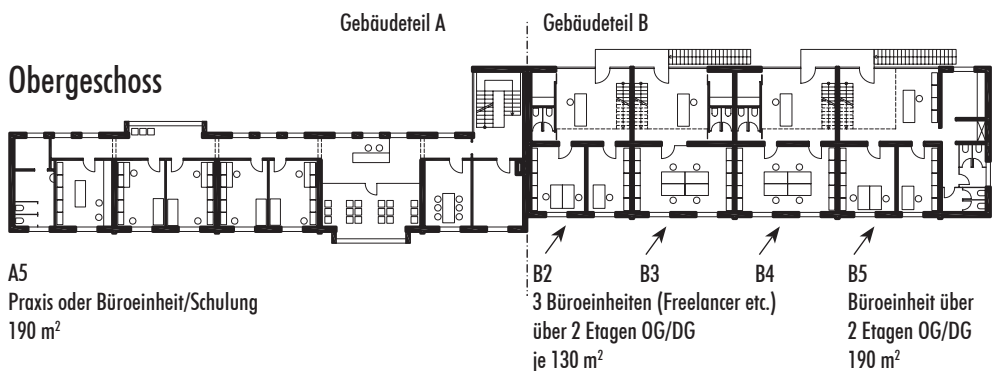 Gebäudeteil A
Gebäudeteil B
Obergeschoss
A5
Praxis oder Büroeinheit/Schulung
190 m²
B2
B3
B4
B5
3 Büroeinheiten (Freelancer etc.)
über 2 Etagen OG/DG
je 130 m²
Büroeinheit über
2 Etagen OG/DG
190 m²